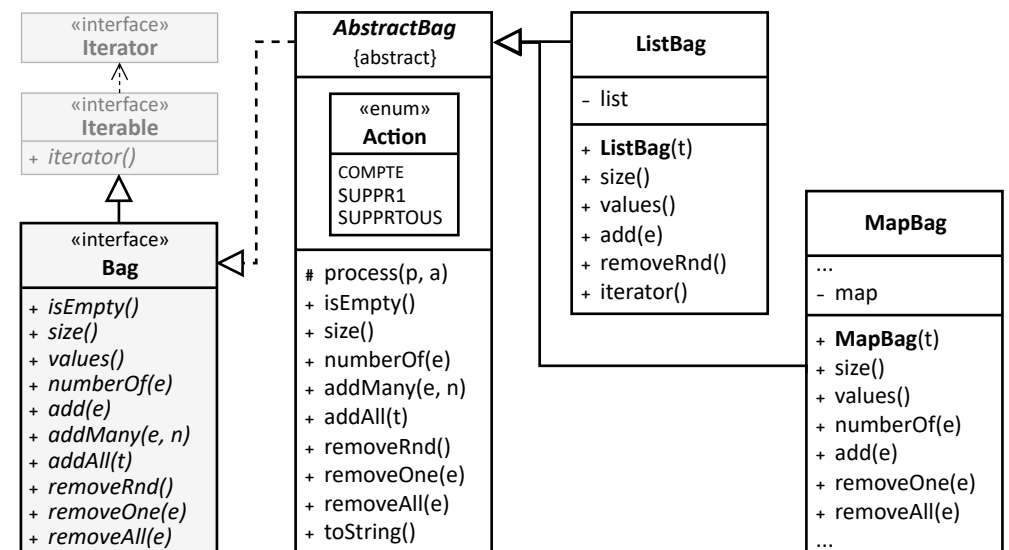 «interface»
Iterator
«interface»
Iterable
+ iterator()
«interface»
Bag
+ isEmpty()
+ size()
+ values()
+ numberOf(e)
+ add(e)
+ addMany(e, n)
+ addAll(t)
+ removeRnd()
+ removeOne(e)
+ removeAll(e)
AbstractBag
{abstract}
«enum»
Action
COMPTE
SUPPR1
SUPPRTOUS
# process(p, a)
+ isEmpty()
+ size()
+ numberOf(e)
+ addMany(e, n)
+ addAll(t)
+ removeRnd()
+ removeOne(e)
+ removeAll(e)
+ toString()
ListBag
- list
+ ListBag(t)
+ size()
+ values()
+ add(e)
+ removeRnd()
+ iterator()
MapBag
...
- map
+ MapBag(t)
+ size()
+ values()
+ numberOf(e)
+ add(e)
+ removeOne(e)
+ removeAll(e)
...